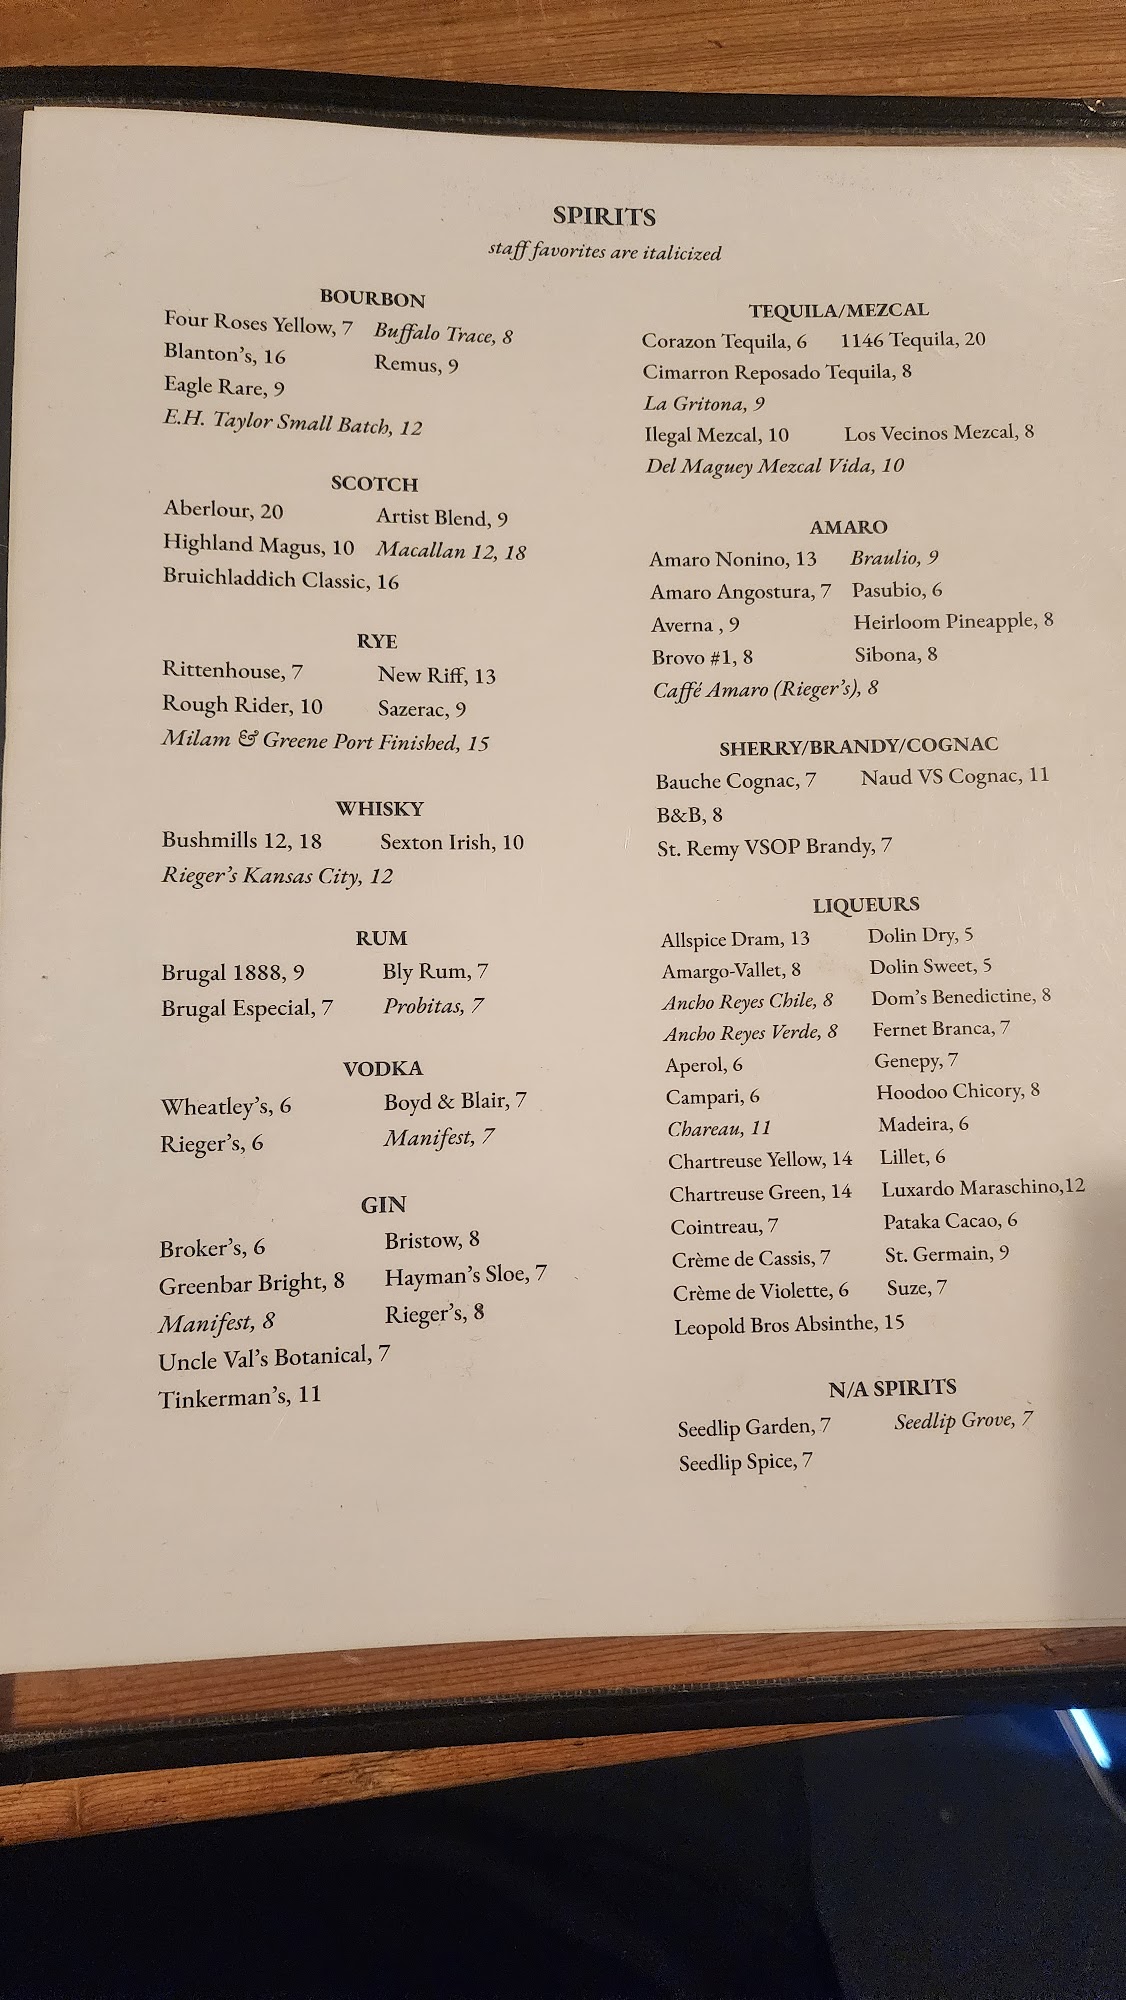 SPIRITS
staff favorites are italicized
BOURBON
Four Roses Yellow, 7 Buffalo Trace, 8
Blanton's, 16 Remus, 9
Eagle Rare, 9
E.H. Taylor Small Batch, 12
SCOTCH
Aberlour, 20 Artist Blend, 9
Highland Magus, 10 Macallan 12, 18
Bruichladdich Classic, 16
RYE
Rittenhouse, 7 New Riff, 13
Rough Rider, 10 Sazerac, 9
Milam & Greene Port Finished, 15
WHISKY
Bushmills 12, 18 Sexton Irish, 10
Rieger's Kansas City, 12
RUM
Brugal 1888, 9 Bly Rum, 7
Brugal Especial, 7 Probitas, 7
VODKA
Wheatley's, 6 Boyd & Blair, 7
Rieger's, 6 Manifest, 7
GIN
Broker's, 6 Bristow, 8
Greenbar Bright, 8 Hayman's Sloe, 7
Manifest, 8 Rieger's, 8
Uncle Val's Botanical, 7
Tinkerman's, 11
TEQUILA/MEZCAL
Corazon Tequila, 6 1146 Tequila, 20
Cimarron Reposado Tequila, 8
La Gritona, 9
Ilegal Mezcal, 10 Los Vecinos Mezcal, 8
Del Maguey Mezcal Vida, 10
AMARO
Amaro Nonino, 13 Braulio, 9
Amaro Angostura, 7 Pasubio, 6
Averna , 9 Heirloom Pineapple, 8
Brovo #1, 8 Sibona, 8
Caffé Amaro (Rieger's), 8
SHERRY/BRANDY/COGNAC
Bauche Cognac, 7 Naud VS Cognac, 11
B&B, 8
St. Remy VSOP Brandy, 7
LIQUEURS
Allspice Dram, 13 Dolin Dry, 5
Amargo-Vallet, 8 Dolin Sweet, 5
Ancho Reyes Chile, 8 Dom's Benedictine, 8
Ancho Reyes Verde, 8 Fernet Branca, 7
Aperol, 6 Genepy, 7
Campari, 6 Hoodoo Chicory, 8
Chareau, 11 Madeira, 6
Chartreuse Yellow, 14 Lillet, 6
Chartreuse Green, 14 Luxardo Maraschino,12
Cointreau, 7 Pataka Cacao, 6
Crème de Cassis, 7 St. Germain, 9
Crème de Violette, 6 Suze, 7
Leopold Bros Absinthe, 15
N/A SPIRITS
Seedlip Garden, 7 Seedlip Grove, 7
Seedlip Spice, 7